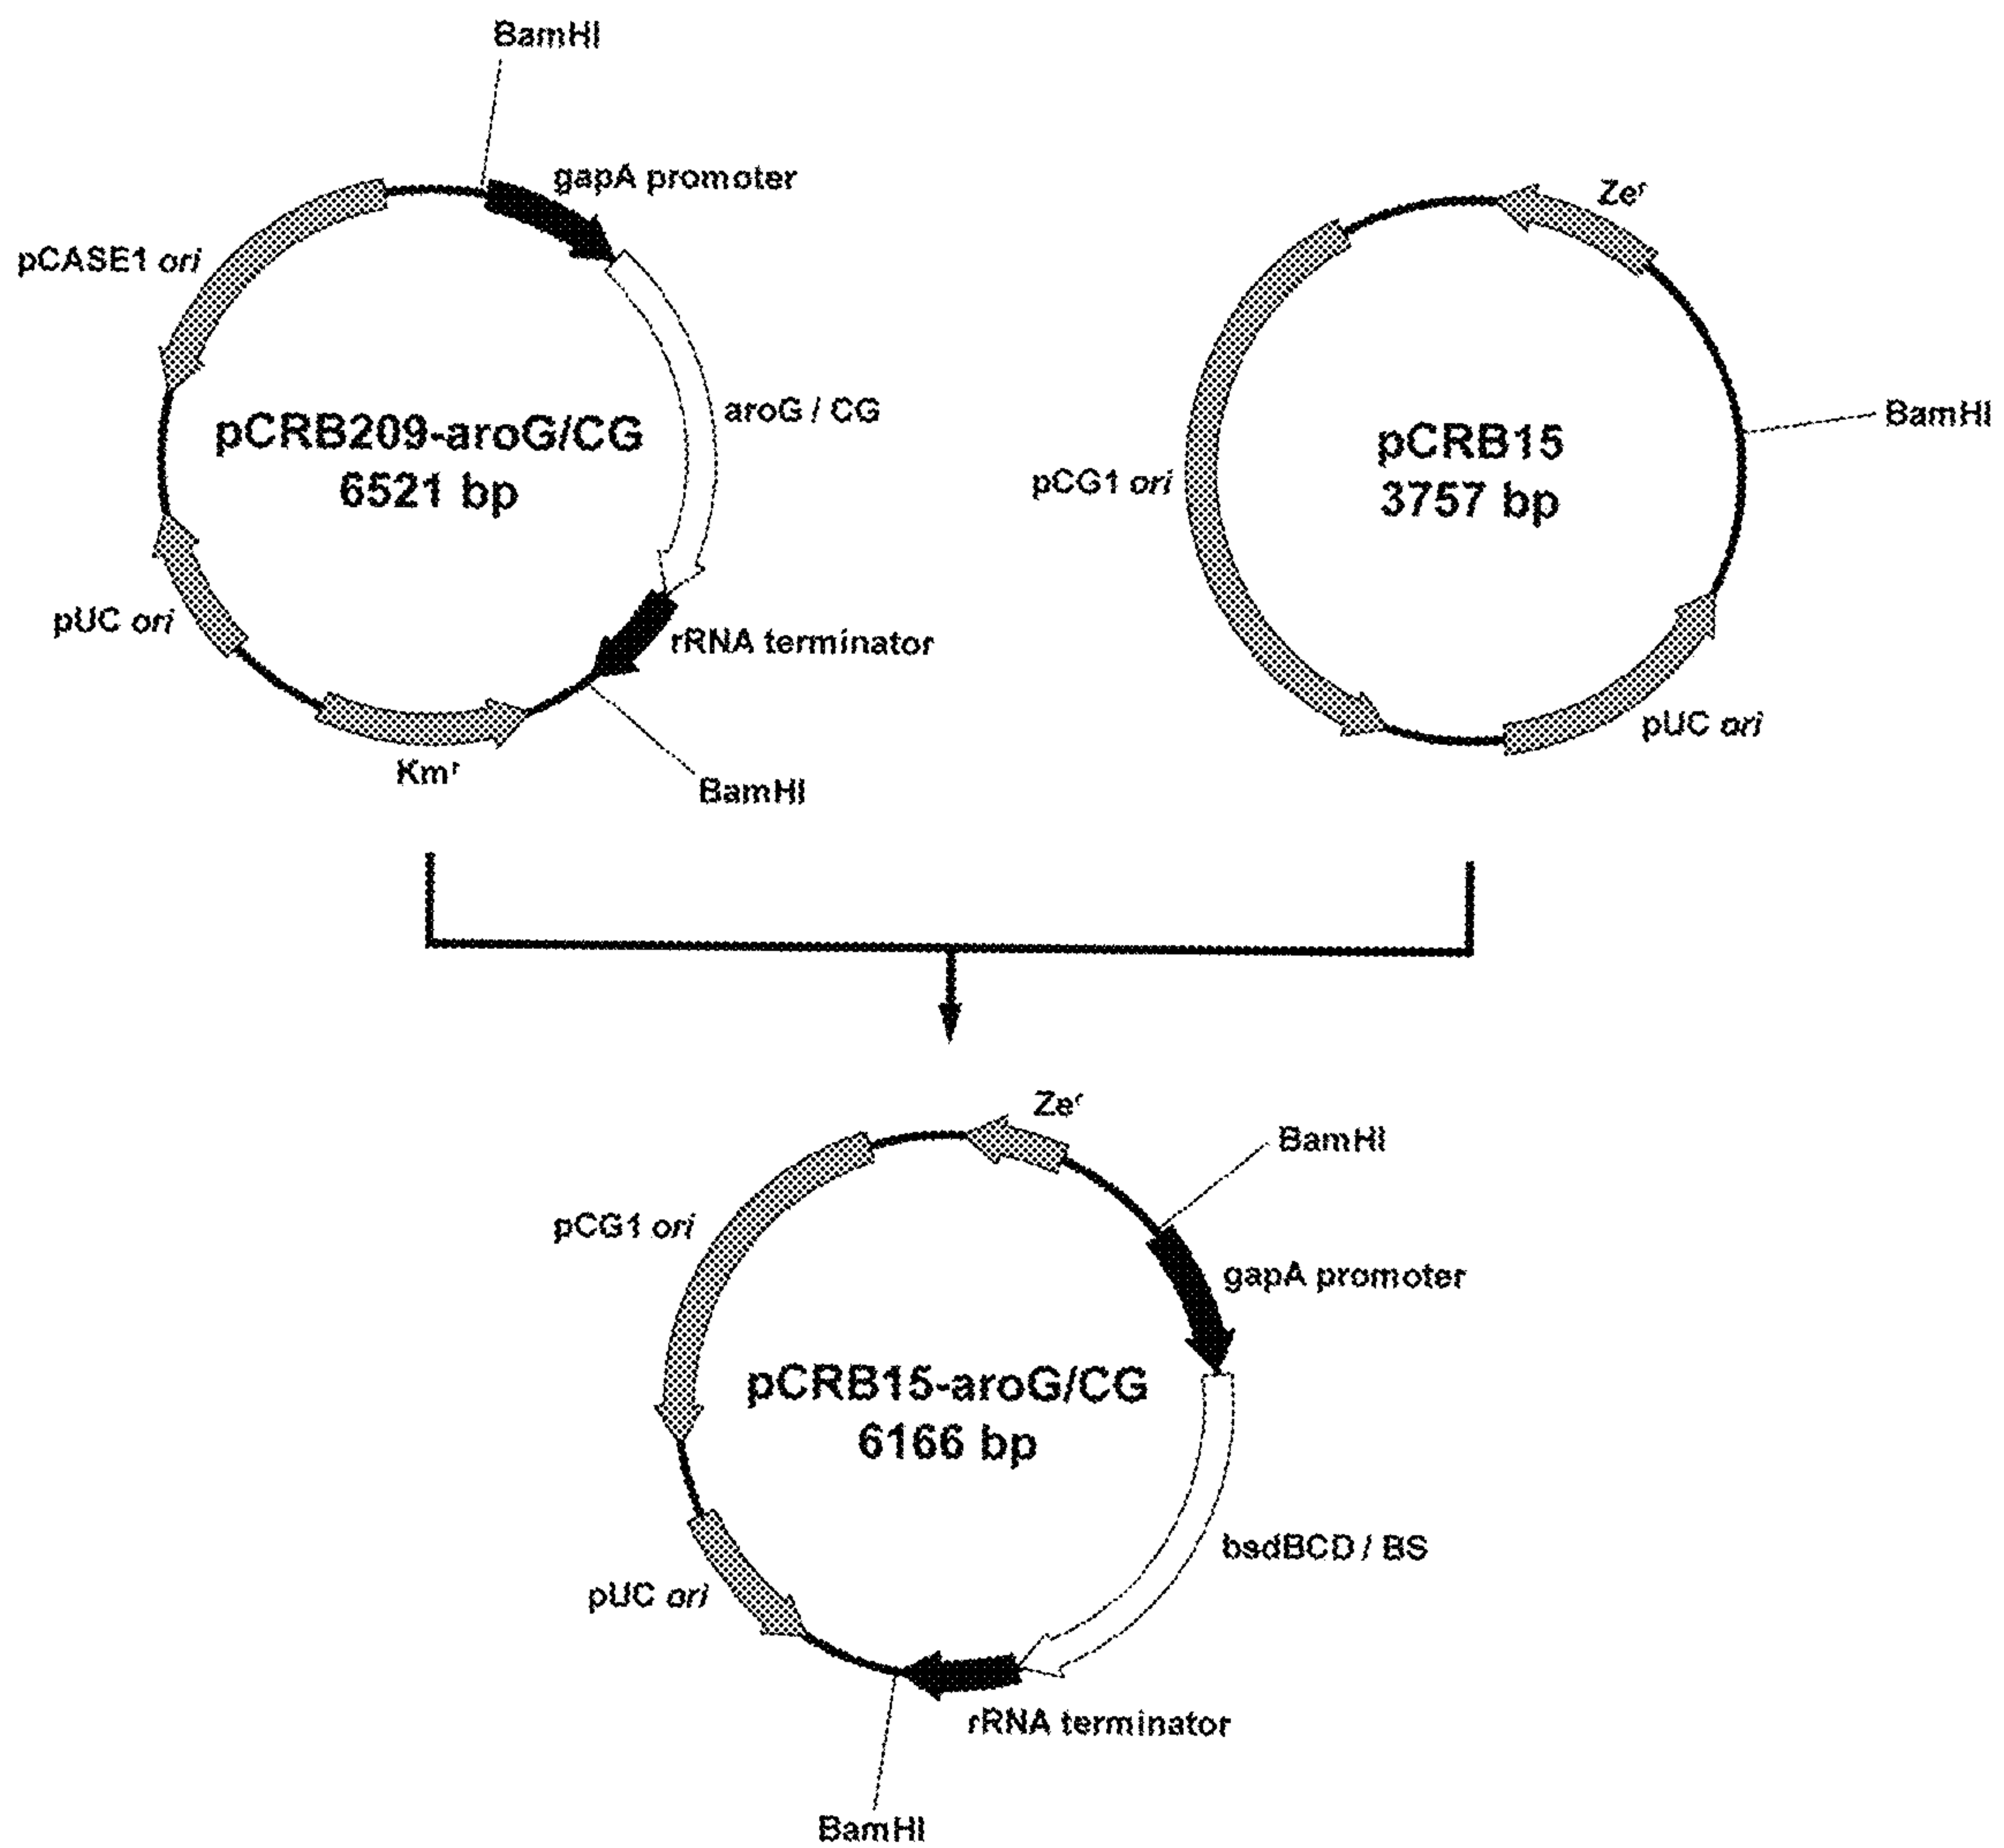 BamHI
gapA promoter
pCASE1 ori
aroG / CG
pCRB209-aroG/CG
6521 bp
pUC ori
rRNA terminator
Kmʳ
BamHI
Zeʳ
BamHI
pCG1 ori
pCRB15
3757 bp
pUC ori
Zeʳ
BamHI
pCG1 ori
gapA promoter
pCRB15-aroG/CG
6166 bp
bsdBCD / BS
pUC ori
rRNA terminator
BamHI